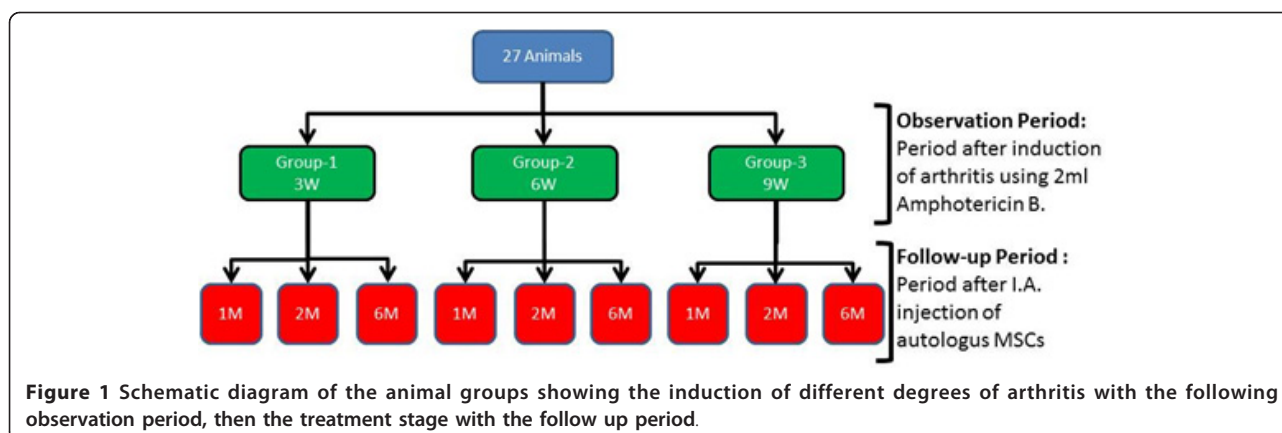 27 Animals
Group-1
3W
Group-2
6W
Group-3
9W
Observation Period:
Period after induction
of arthritis using 2ml
Amphotericin B.
1M
2M
6M
1M
2M
6M
1M
2M
6M
Follow-up Period :
Period after I.A.
injection of
autologus MSCs
Figure 1 Schematic diagram of the animal groups showing the induction of different degrees of arthritis with the following
observation period, then the treatment stage with the follow up period.